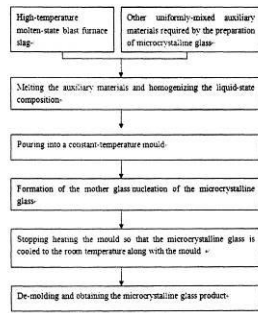 High-temperature
molten-state blast furnace
slag
Other uniformly-mixed auxiliary
materials required by the preparation
of microcrystalline glass
Melting the auxiliary materials and homogenizing the liquid-state
composition
Pouring into a constant-temperature mould
Formation of the mother glass nucleation of the microcrystalline
glass
Stopping heating the mould so that the microcrystalline glass is
cooled to the room temperature along with the mould
De-molding and obtaining the microcrystalline glass product